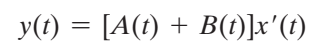 y(t) = [A(t) + B(t)]x′(t)